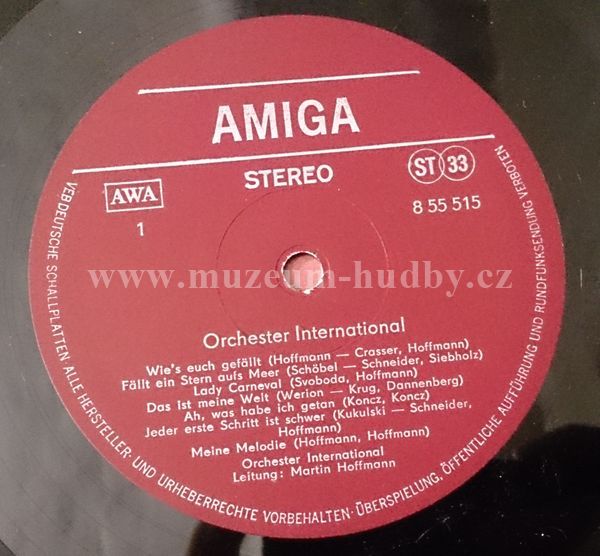 AMIGA
STEREO
ST 33
AWA
1
8 55 515
www.muzeum-hudby.cz
Orchester International
Wie's euch gefällt (Hoffmann — Crasser, Hoffmann)
Fällt ein Stern aufs Meer (Schöbel — Schneider, Siebholz)
Lady Carneval (Svoboda, Hoffmann)
Das ist meine Welt (Werion — Krug, Dannenberg)
Ah, was habe ich getan (Koncz, Koncz)
Jeder erste Schritt ist schwer (Kukulski — Schneider,
Hoffmann)
Meine Melodie (Hoffmann, Hoffmann)
Orchester International
Leitung: Martin Hoffmann
VEB DEUTSCHE SCHALLPLATTEN · ALLE HERSTELLER- UND URHEBERRECHTE VORBEHALTEN · ÜBERSPIELUNG, ÖFFENTLICHE AUFFÜHRUNG UND RUNDFUNKSENDUNG VERBOTEN